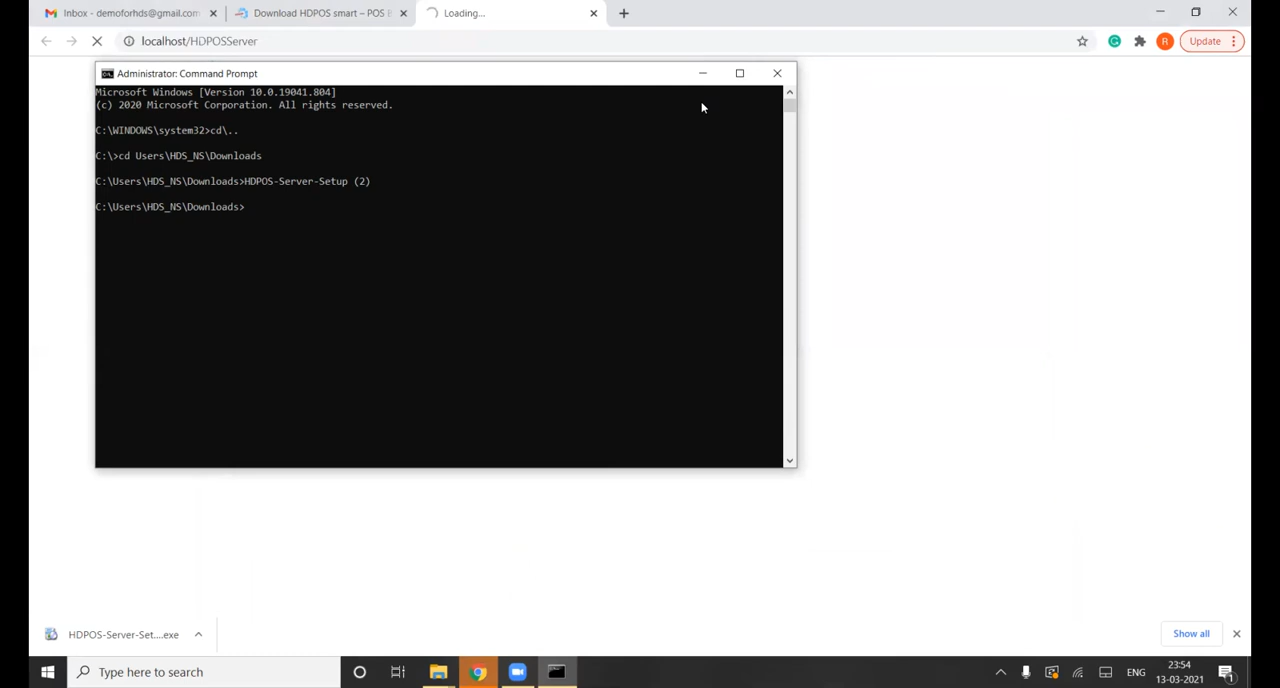 Inbox - demoforhds@gmail.com
Download HDPOS smart – POS B
Loading...
localhost/HDPOSServer
Update
Administrator: Command Prompt
Microsoft Windows [Version 10.0.19041.804]
(c) 2020 Microsoft Corporation. All rights reserved.
C:\WINDOWS\system32>cd\..
C:\>cd Users\HDS_NS\Downloads
C:\Users\HDS_NS\Downloads>HDPOS-Server-Setup (2)
C:\Users\HDS_NS\Downloads>
HDPOS-Server-Set....exe
Show all
Type here to search
ENG
23:54
13-03-2021